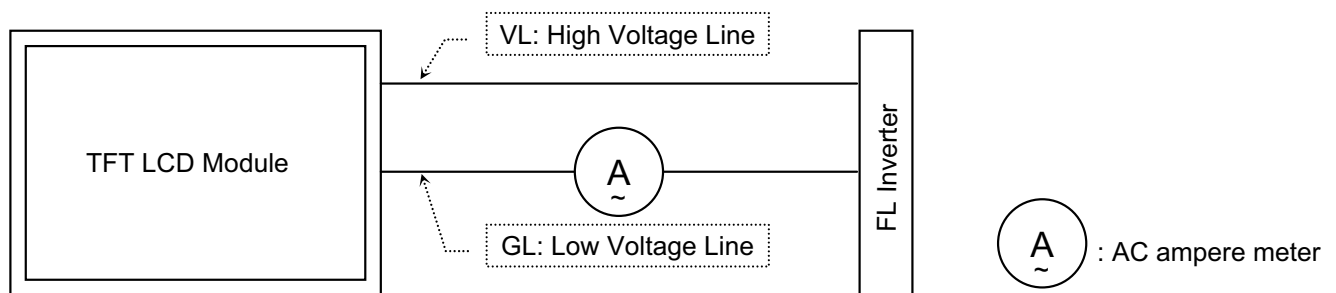 VL: High Voltage Line
TFT LCD Module
A
~
FL Inverter
GL: Low Voltage Line
A
~
: AC ampere meter